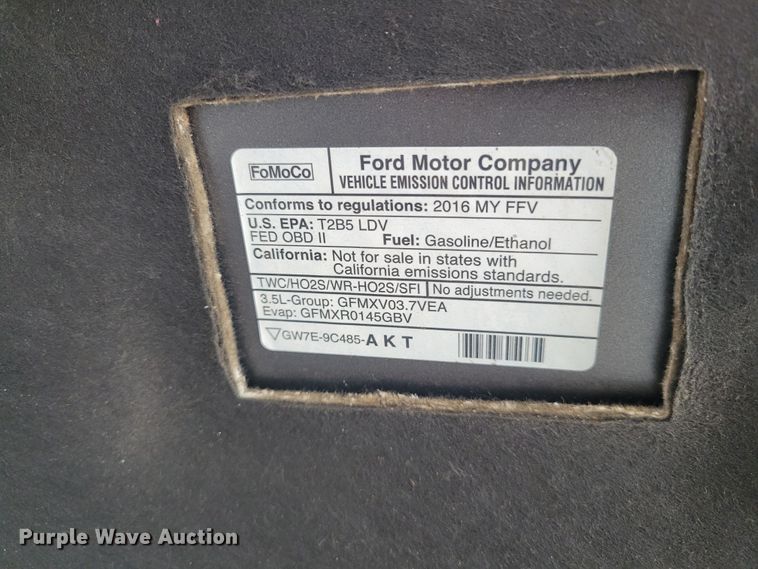 FoMoCo
Ford Motor Company
VEHICLE EMISSION CONTROL INFORMATION
Conforms to regulations: 2016 MY FFV
U.S. EPA: T2B5 LDV
FED OBD II Fuel: Gasoline/Ethanol
California: Not for sale in states with
California emissions standards.
TWC/HO2S/WR-HO2S/SFI No adjustments needed.
3.5L-Group: GFMXV03.7VEA
Evap: GFMXR0145GBV
GW7E-9C485-A K T
Purple Wave Auction